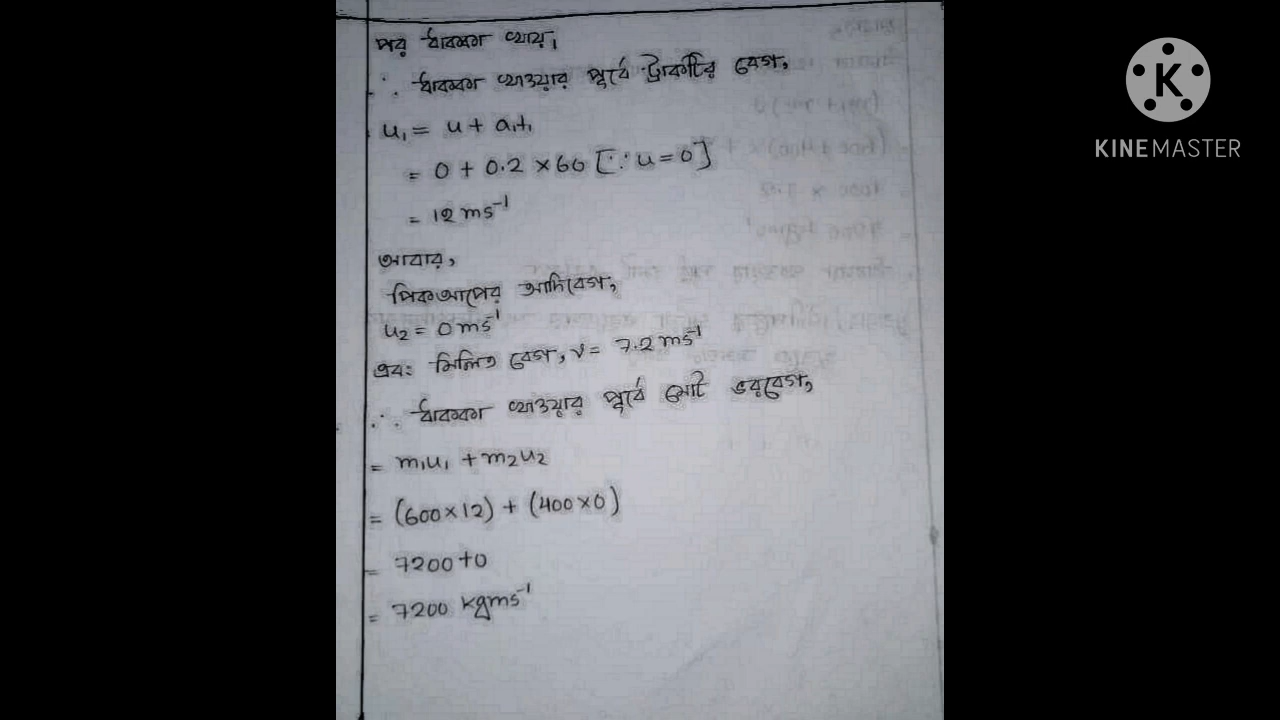 পর ধাক্কা খায়।
∴ ধাক্কা খাওয়ার পূর্বে ট্রাকটির বেগ,
u₁ = u + a₁t₁
= 0 + 0.2 × 60 [∵ u = 0]
= 12 ms⁻¹
আবার,
পিকআপের আদিবেগ,
u₂ = 0 ms⁻¹
এবং মিলিত বেগ, v = 7.2 ms⁻¹
∴ ধাক্কা খাওয়ার পূর্বে মোট ভরবেগ,
= m₁u₁ + m₂u₂
= (600×12) + (400×0)
= 7200+0
= 7200 kgms⁻¹
K
KINEMASTER